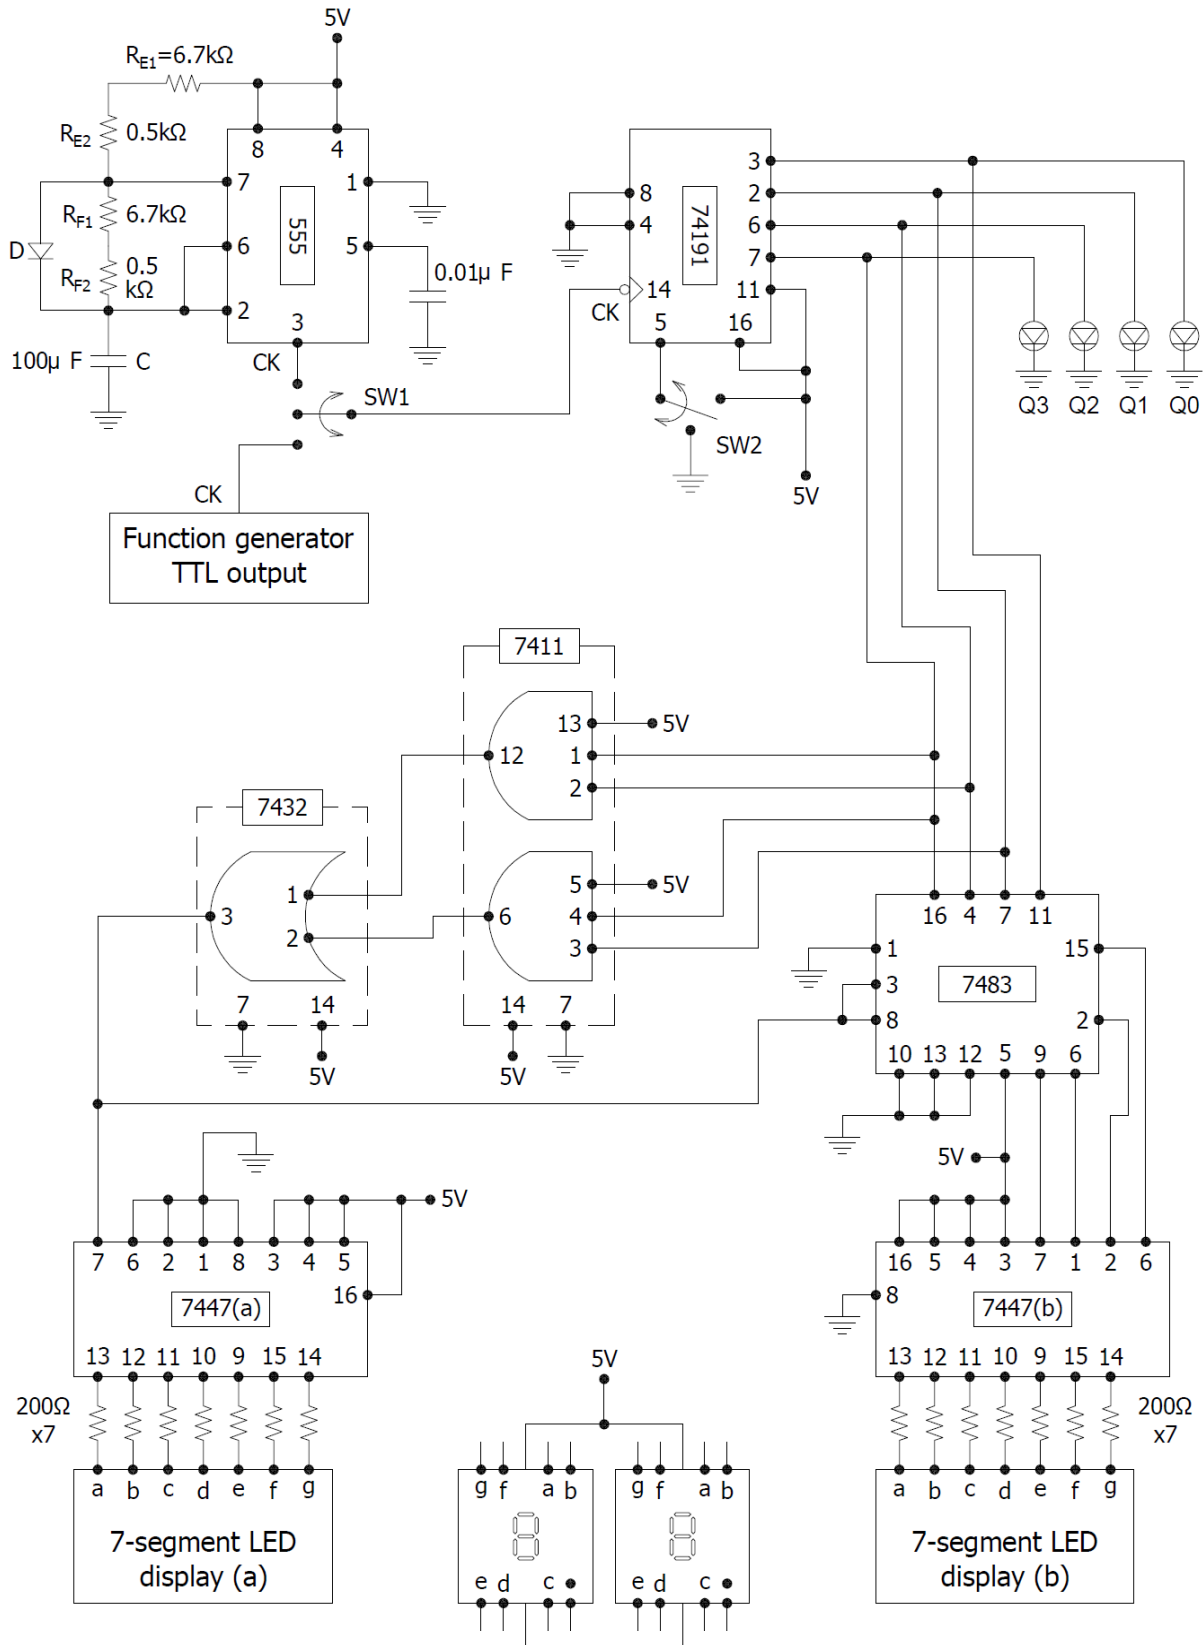 5V
R_E1=6.7kΩ
R_E2 0.5kΩ
8 4
7 1
R_F1 6.7kΩ
555
D
6 5
R_F2 0.5
kΩ
0.01μ F
2
3
100μ F C
CK
SW1
CK
Function generator
TTL output
3
8 2
74191
4 6
7
14 11
CK
5 16
SW2
5V
Q3 Q2 Q1 Q0
7411
13 5V
12 1
2
7432
1
3
2
5 5V
6 4
3
7 14
5V
14 7
5V
16 4 7 11
1 15
3 7483
8 2
10 13 12 5 9 6
5V
5V
7 6 2 1 8 3 4 5
16
7447(a)
13 12 11 10 9 15 14
200Ω
x7
a b c d e f g
7-segment LED
display (a)
5V
g f a b
e d c
g f a b
e d c
16 5 4 3 7 1 2 6
8
7447(b)
13 12 11 10 9 15 14
200Ω
x7
a b c d e f g
7-segment LED
display (b)